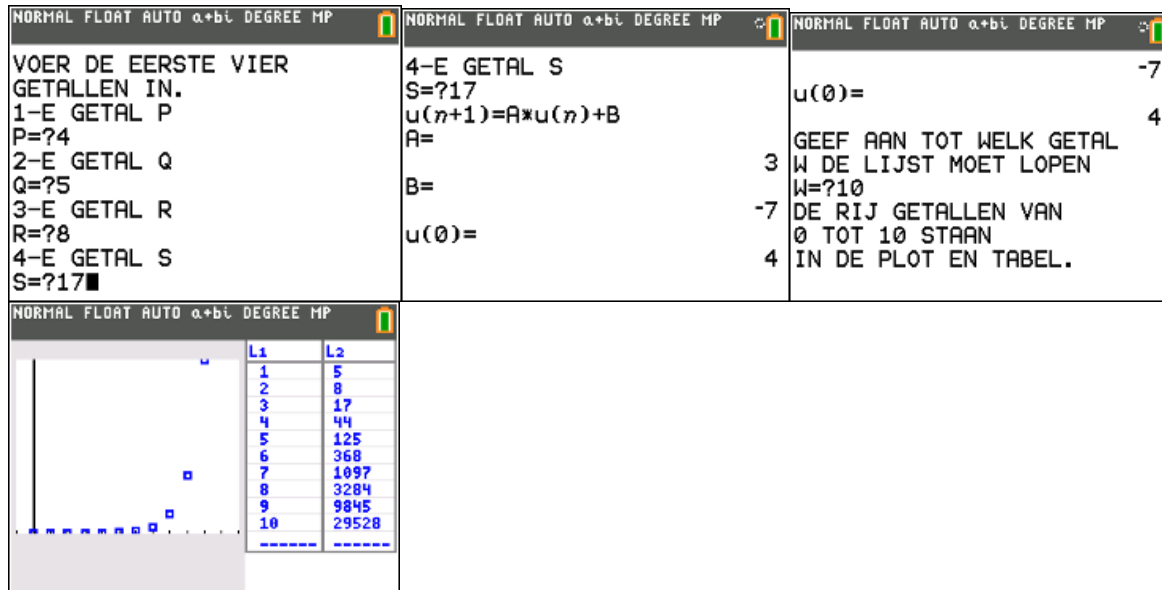 NORMAL FLOAT AUTO a+bi DEGREE MP
VOER DE EERSTE VIER
GETALLEN IN.
1-E GETAL P
P=?4
2-E GETAL Q
Q=?5
3-E GETAL R
R=?8
4-E GETAL S
S=?17
NORMAL FLOAT AUTO a+bi DEGREE MP
4-E GETAL S
S=?17
u(n+1)=A*u(n)+B
A=
3
B=
-7
u(0)=
4
NORMAL FLOAT AUTO a+bi DEGREE MP
-7
u(0)=
4
GEEF AAN TOT WELK GETAL
W DE LIJST MOET LOPEN
W=?10
DE RIJ GETALLEN VAN
0 TOT 10 STAAN
IN DE PLOT EN TABEL.
NORMAL FLOAT AUTO a+bi DEGREE MP
L1 L2
1 5
2 8
3 17
4 44
5 125
6 368
7 1097
8 3284
9 9845
10 29528
------ ------